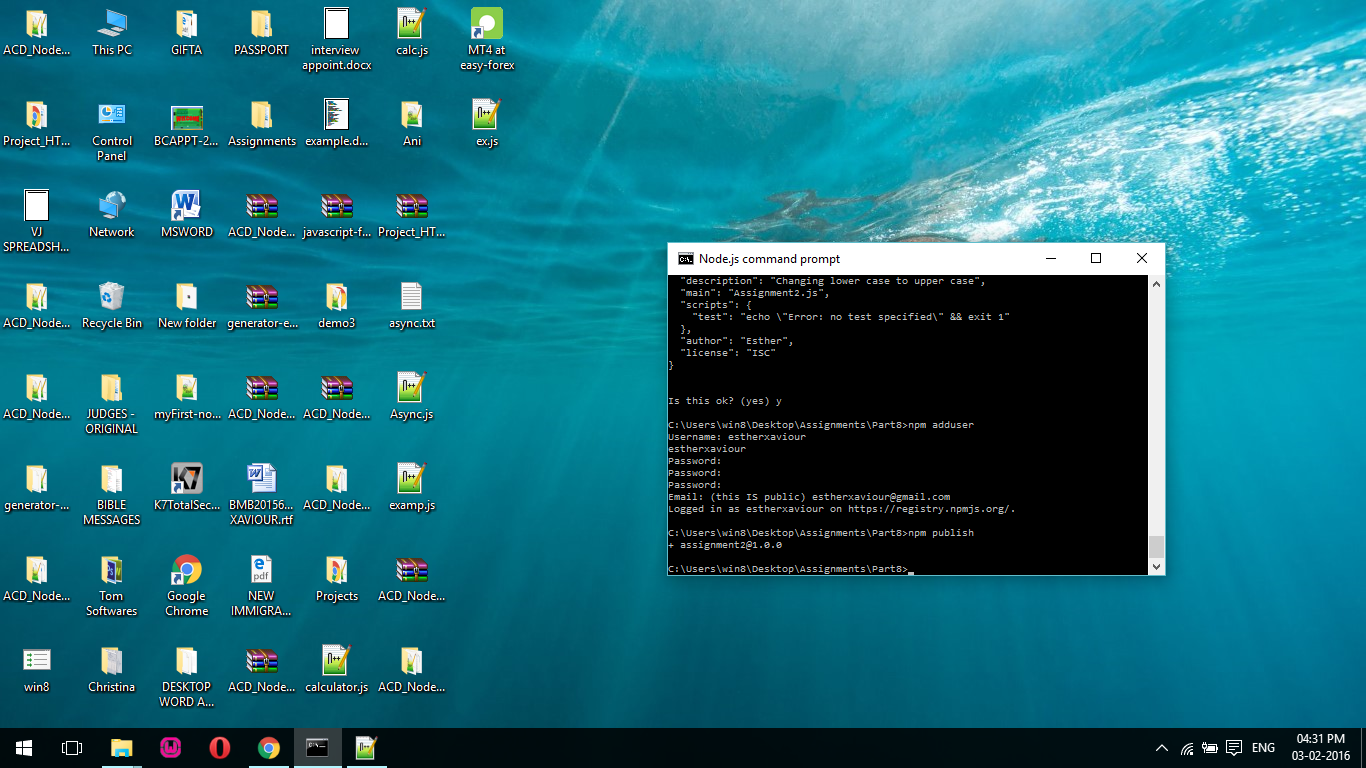 ACD_Node...
This PC
GIFTA
PASSPORT
interview
appoint.docx
calc.js
MT4 at
easy-forex
Project_HT...
Control
Panel
BCAPPT-2...
Assignments
example.d...
Ani
ex.js
VJ
SPREADSH...
Network
MSWORD
ACD_Node...
javascript-f...
Project_HT...
ACD_Node...
Recycle Bin
New folder
generator-e...
demo3
async.txt
ACD_Node...
JUDGES -
ORIGINAL
myFirst-no...
ACD_Node...
ACD_Node...
Async.js
generator-...
BIBLE
MESSAGES
K7TotalSec...
BMB20156...
XAVIOUR.rtf
ACD_Node...
examp.js
ACD_Node...
Tom
Softwares
Google
Chrome
NEW
IMMIGRA...
Projects
ACD_Node...
win8
Christina
DESKTOP
WORD A...
ACD_Node...
calculator.js
ACD_Node...
Node.js command prompt
"description": "Changing lower case to upper case",
"main": "Assignment2.js",
"scripts": {
"test": "echo \"Error: no test specified\" && exit 1"
},
"author": "Esther",
"license": "ISC"
}
Is this ok? (yes) y
C:\Users\win8\Desktop\Assignments\Part8>npm adduser
Username: estherxaviour
estherxaviour
Password:
Password:
Password:
Email: (this IS public) estherxaviour@gmail.com
Logged in as estherxaviour on https://registry.npmjs.org/.
C:\Users\win8\Desktop\Assignments\Part8>npm publish
+ assignment2@1.0.0
C:\Users\win8\Desktop\Assignments\Part8>_
ENG
04:31 PM
03-02-2016